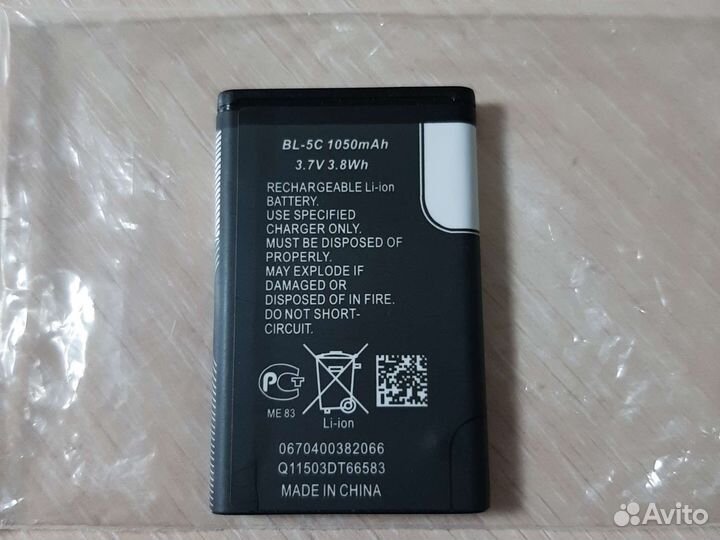 BL-5C 1050mAh
3.7V 3.8Wh
RECHARGEABLE Li-ion
BATTERY.
USE SPECIFIED
CHARGER ONLY.
MUST BE DISPOSED OF
PROPERLY.
MAY EXPLODE IF
DAMAGED OR
DISPOSED OF IN FIRE.
DO NOT SHORT-
CIRCUIT.
РСТ
ME 83
Li-ion
0670400382066
Q11503DT66583
MADE IN CHINA
Avito